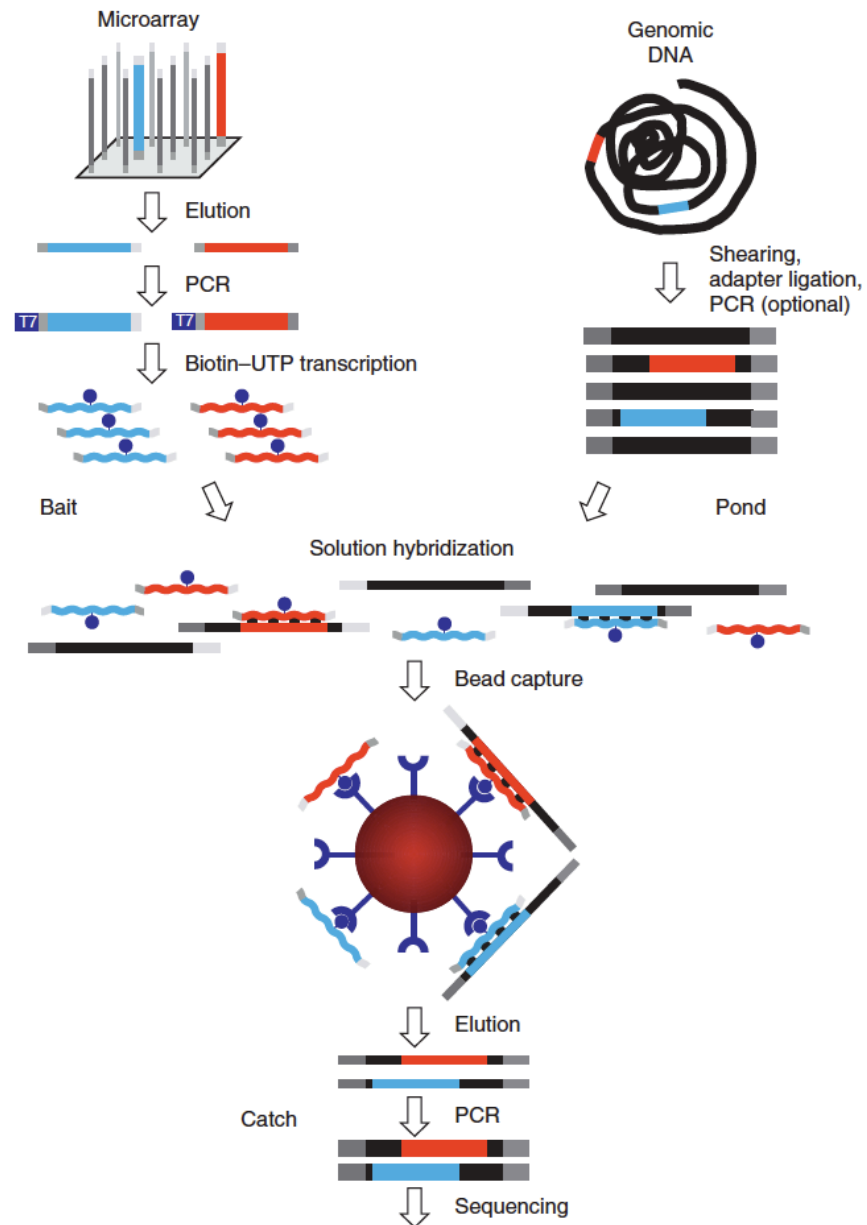 Microarray
Genomic
DNA
Elution
Shearing,
adapter ligation,
PCR (optional)
PCR
T7
T7
Biotin–UTP transcription
Bait
Pond
Solution hybridization
Bead capture
Elution
Catch
PCR
Sequencing